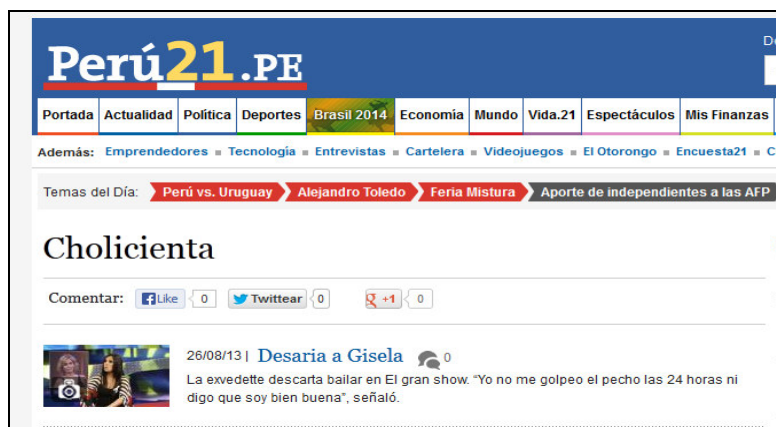 De
Perú21.PE
Portada Actualidad Política Deportes Brasil 2014 Economía Mundo Vida.21 Espectáculos Mis Finanzas
Además: Emprendedores Tecnología Entrevistas Cartelera Videojuegos El Otorongo Encuesta21 C
Temas del Día: Perú vs. Uruguay Alejandro Toledo Feria Mistura Aporte de independientes a las AFP
Cholicienta
Comentar: Like 0 Twittear 0 +1 0
26/08/13 | Desaria a Gisela 0
La exvedette descarta bailar en El gran show. “Yo no me golpeo el pecho las 24 horas ni
digo que soy bien buena”, señaló.